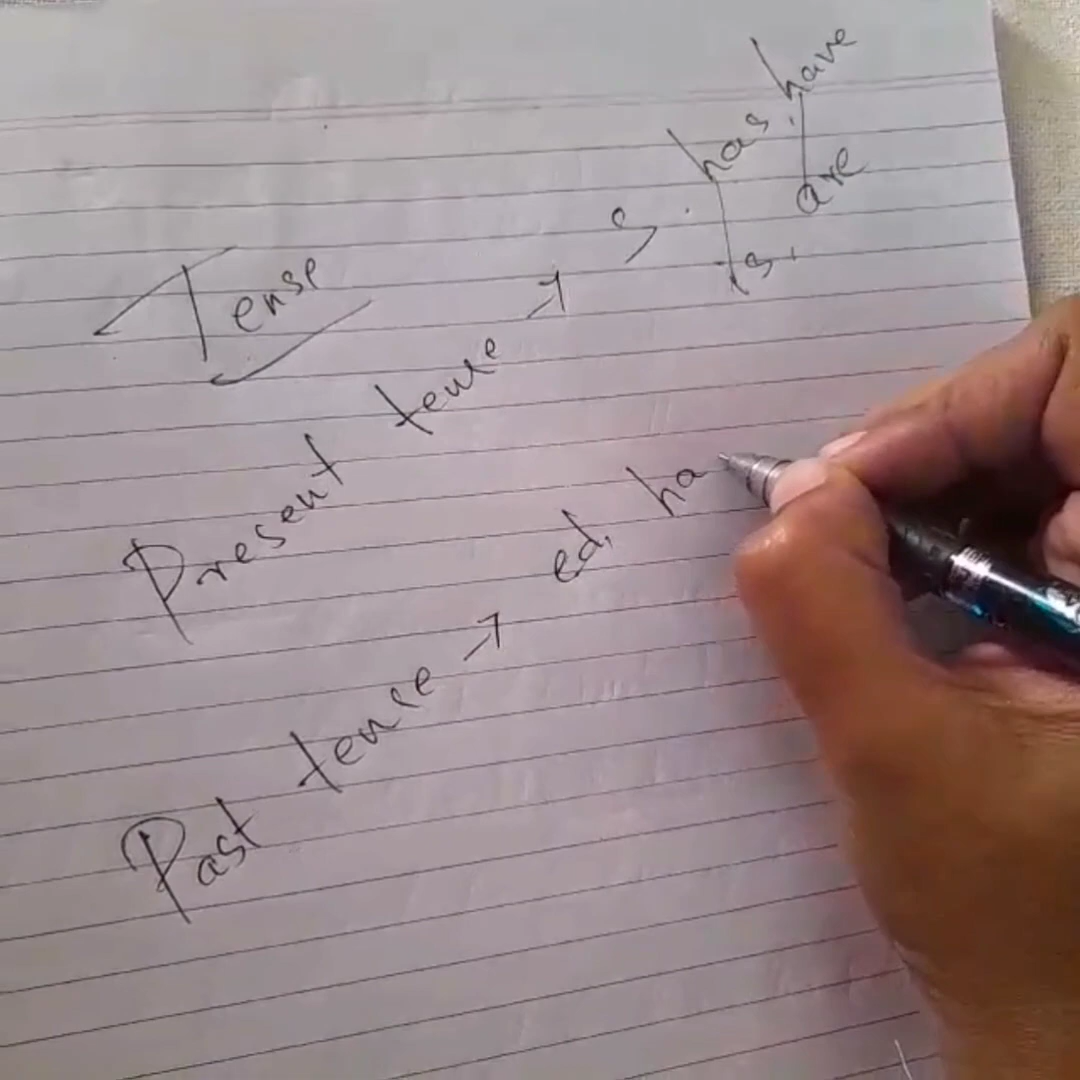 Tense
Present tense → s. has, have
is, are
Past tense → ed, ha